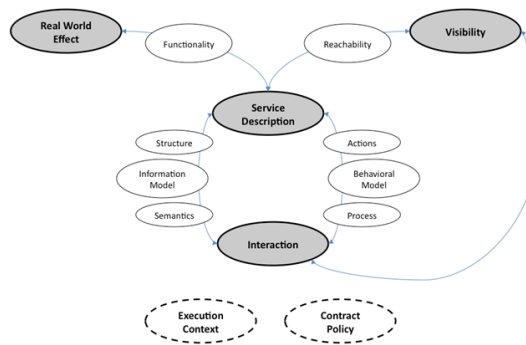 Real World
Effect
Functionality
Reachability
Visibility
Service
Description
Structure
Actions
Information
Model
Behavioral
Model
Semantics
Process
Interaction
Execution
Context
Contract
Policy